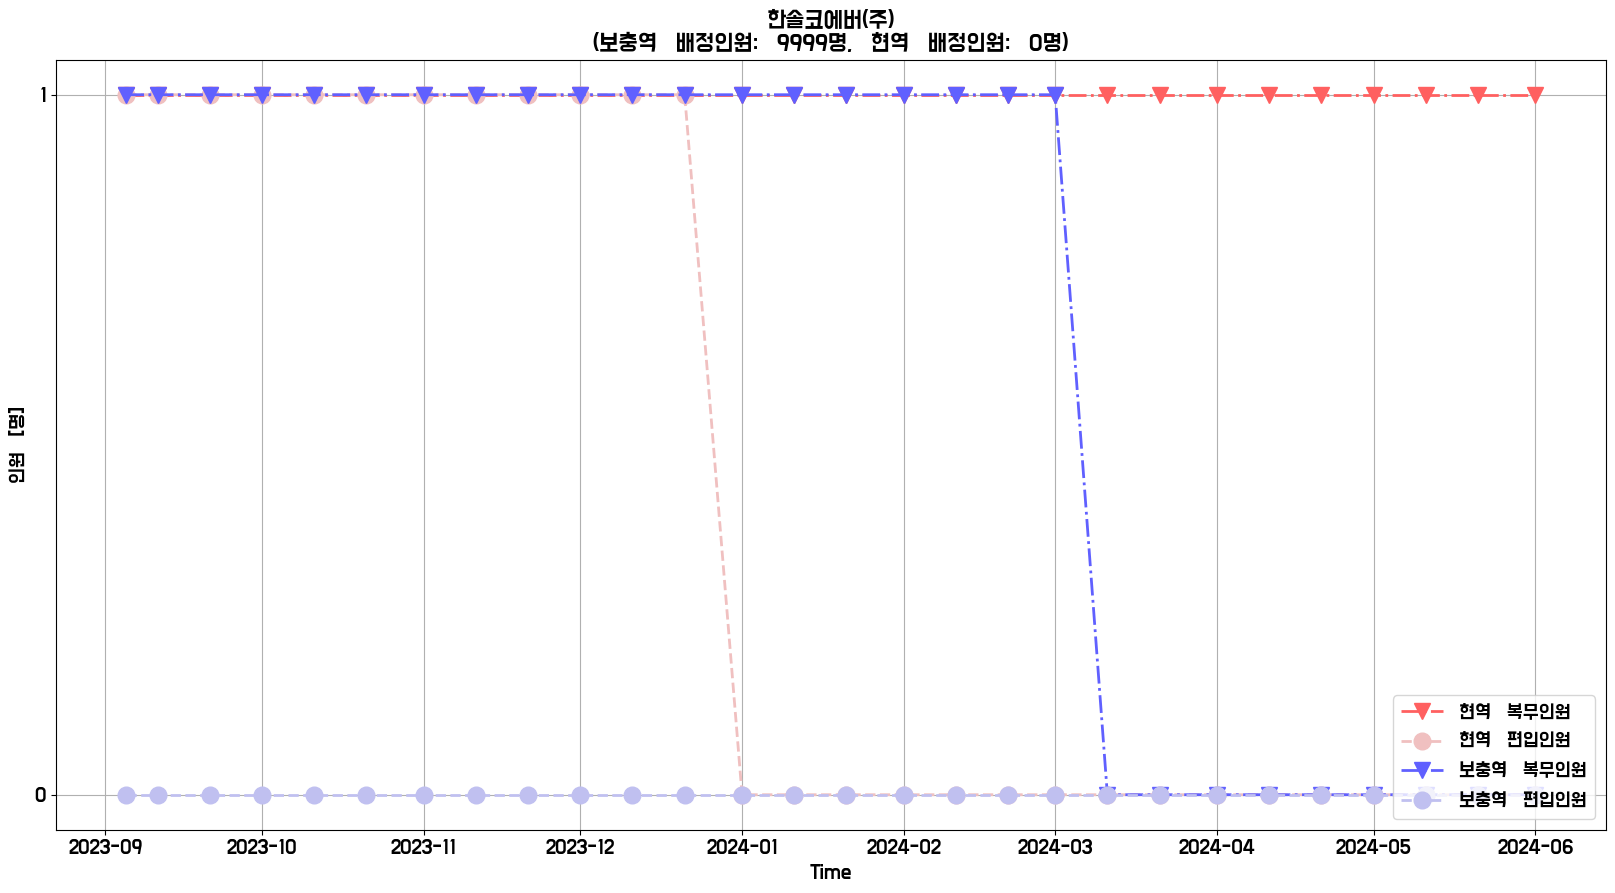 한솔코에버(주)
(보충역 배정인원: 9999명, 현역 배정인원: 0명)
인원 [명]
1
0
2023-09 2023-10 2023-11 2023-12 2024-01 2024-02 2024-03 2024-04 2024-05 2024-06
Time
현역 복무인원
현역 편입인원
보충역 복무인원
보충역 편입인원